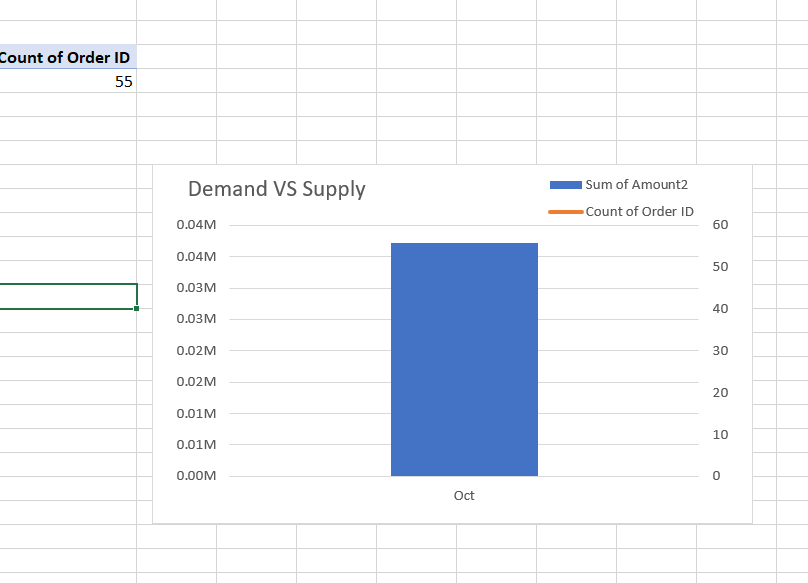 Count of Order ID
55
Demand VS Supply
Sum of Amount2
Count of Order ID
0.04M
60
0.04M
50
0.03M
40
0.03M
0.02M
30
0.02M
20
0.01M
10
0.01M
0.00M
0
Oct